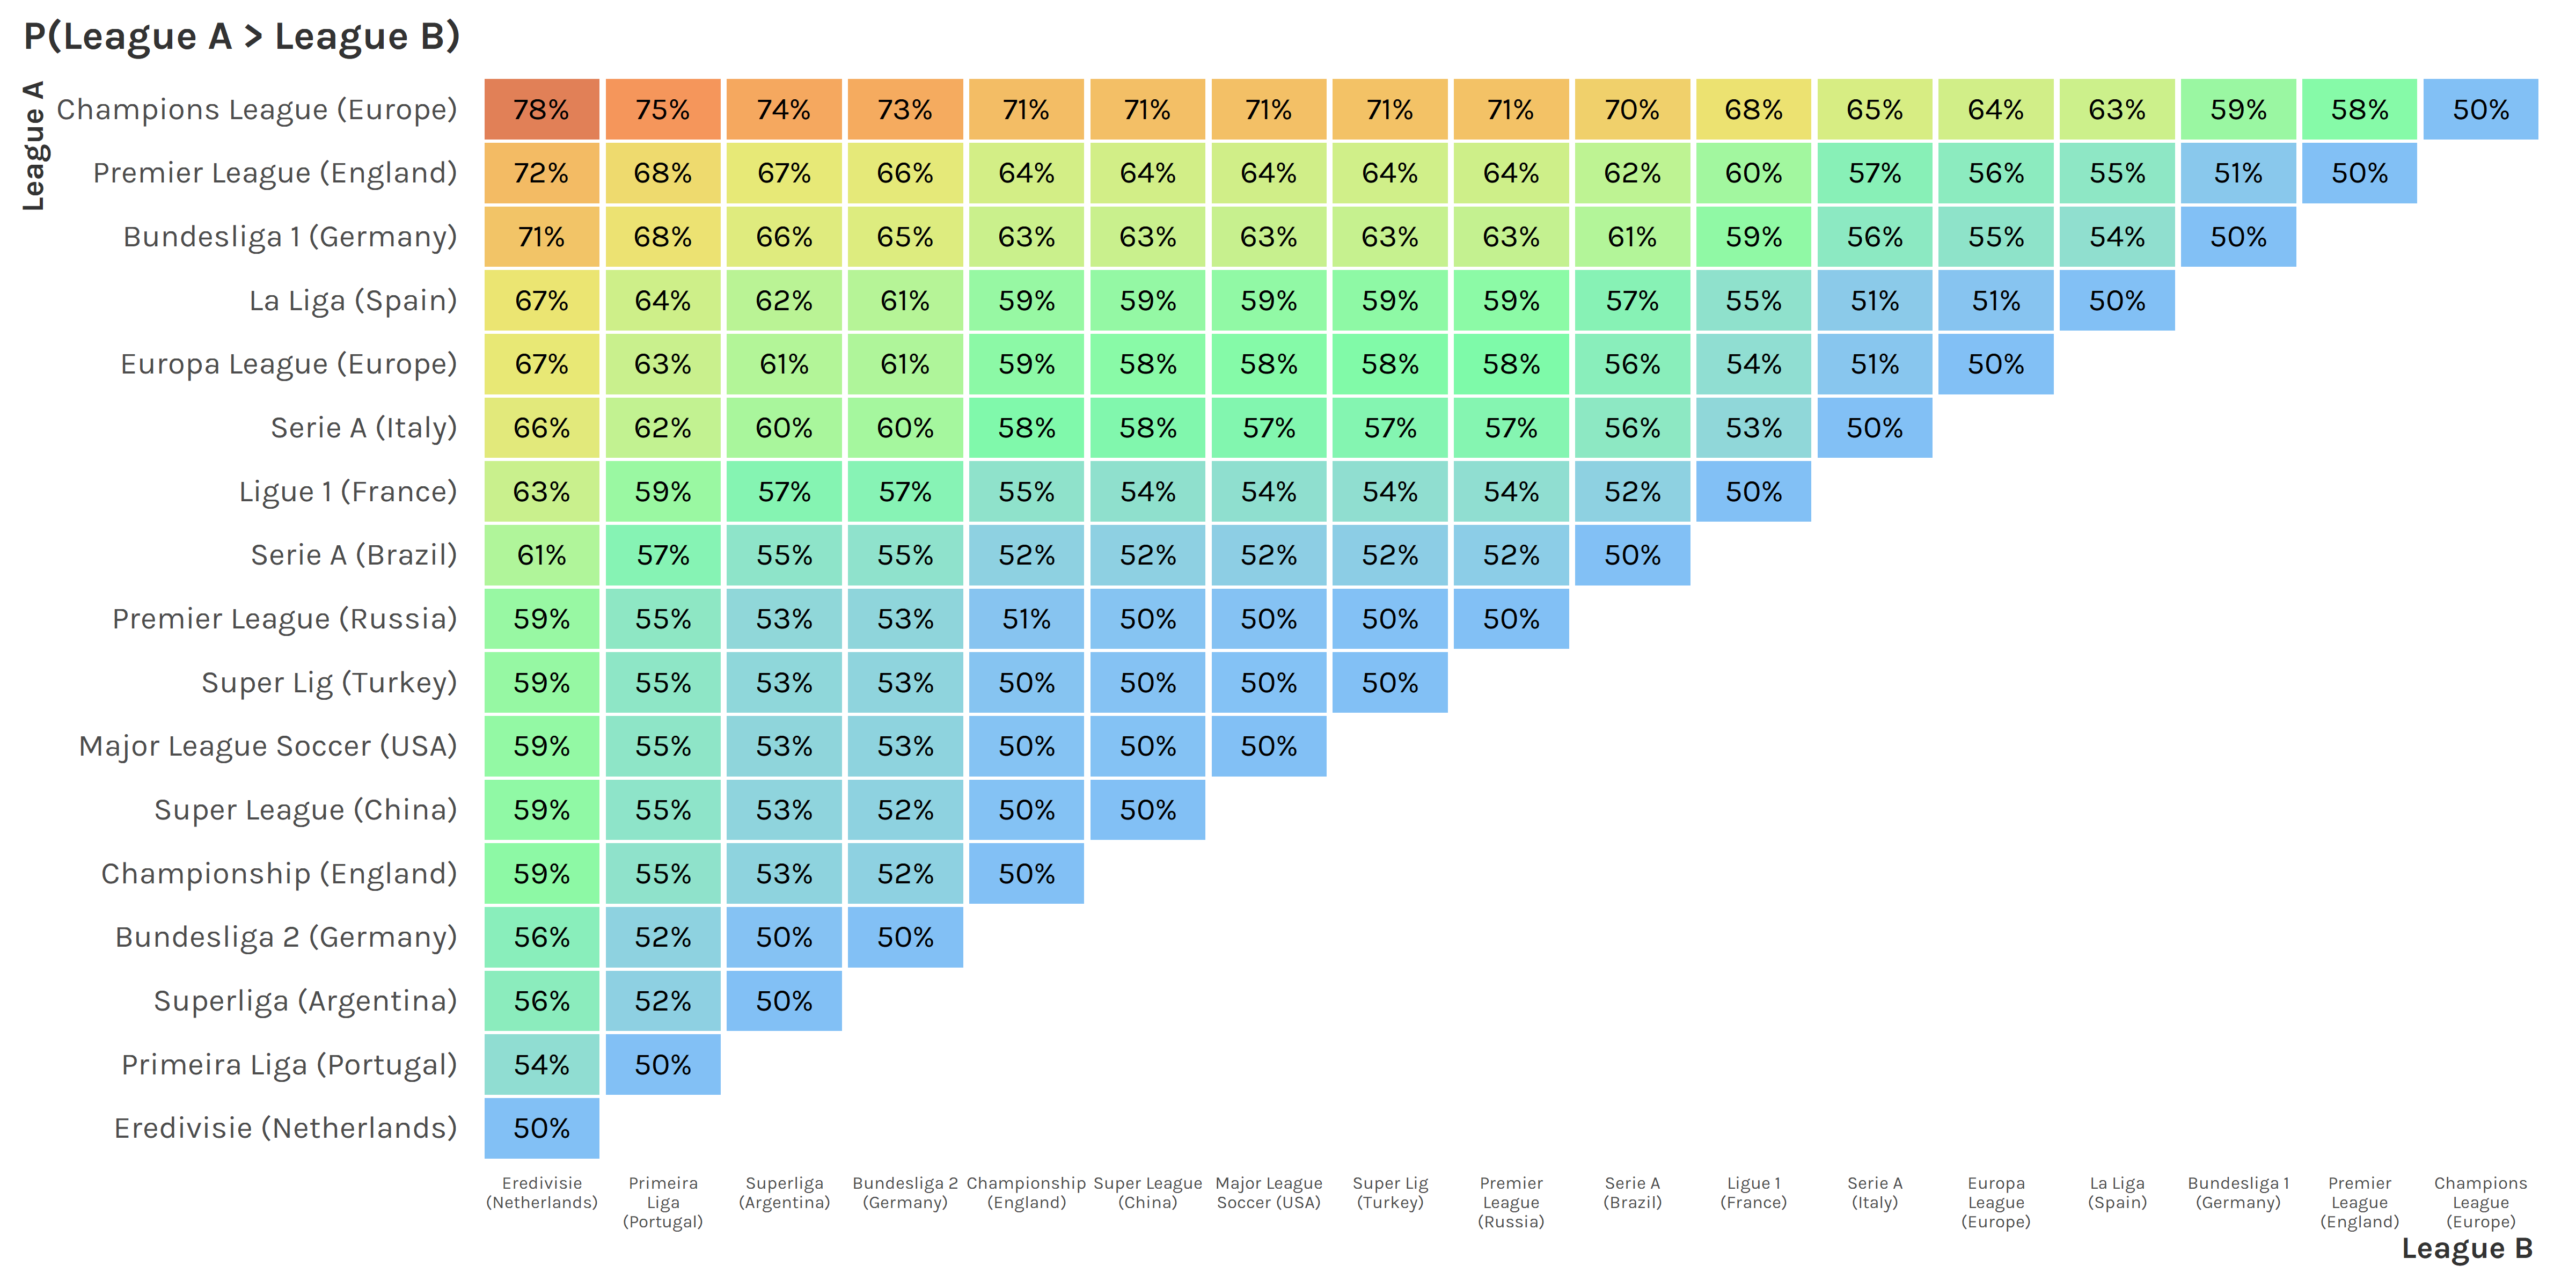 P(League A > League B)
League A
Champions League (Europe) 78% 75% 74% 73% 71% 71% 71% 71% 71% 70% 68% 65% 64% 63% 59% 58% 50%
Premier League (England) 72% 68% 67% 66% 64% 64% 64% 64% 64% 62% 60% 57% 56% 55% 51% 50%
Bundesliga 1 (Germany) 71% 68% 66% 65% 63% 63% 63% 63% 63% 61% 59% 56% 55% 54% 50%
La Liga (Spain) 67% 64% 62% 61% 59% 59% 59% 59% 59% 57% 55% 51% 51% 50%
Europa League (Europe) 67% 63% 61% 61% 59% 58% 58% 58% 58% 56% 54% 51% 50%
Serie A (Italy) 66% 62% 60% 60% 58% 58% 57% 57% 57% 56% 53% 50%
Ligue 1 (France) 63% 59% 57% 57% 55% 54% 54% 54% 54% 52% 50%
Serie A (Brazil) 61% 57% 55% 55% 52% 52% 52% 52% 52% 50%
Premier League (Russia) 59% 55% 53% 53% 51% 50% 50% 50% 50%
Super Lig (Turkey) 59% 55% 53% 53% 50% 50% 50% 50%
Major League Soccer (USA) 59% 55% 53% 53% 50% 50% 50%
Super League (China) 59% 55% 53% 52% 50% 50%
Championship (England) 59% 55% 53% 52% 50%
Bundesliga 2 (Germany) 56% 52% 50% 50%
Superliga (Argentina) 56% 52% 50%
Primeira Liga (Portugal) 54% 50%
Eredivisie (Netherlands) 50%
Eredivisie Primeira Superliga Bundesliga 2 Championship Super League Major League Super Lig Premier Serie A Ligue 1 Serie A Europa La Liga Bundesliga 1 Premier Champions
(Netherlands) Liga (Argentina) (Germany) (England) (China) Soccer (USA) (Turkey) League (Brazil) (France) (Italy) League (Spain) (Germany) League League
(Portugal) (Russia) (Europe) (England) (Europe)
League B